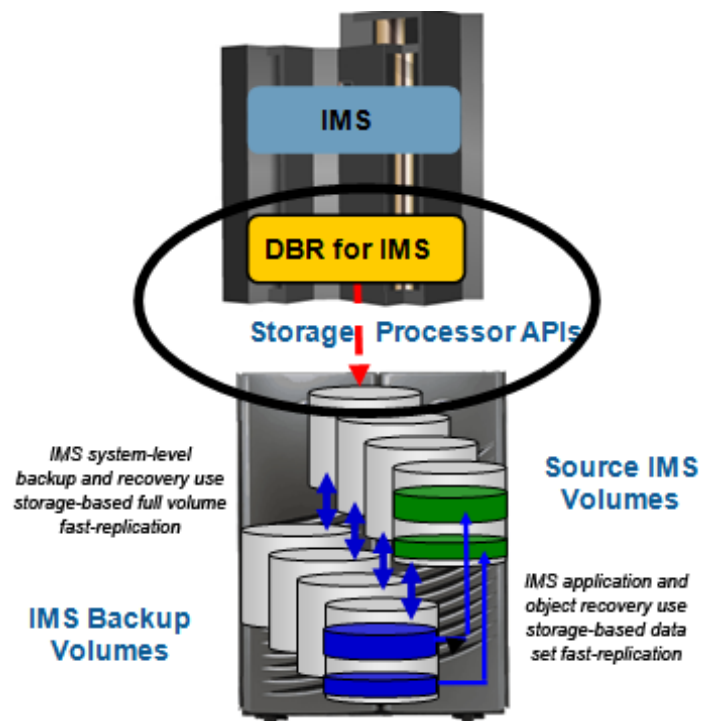 IMS
DBR for IMS
Storage Processor APIs
IMS system-level
backup and recovery use
storage-based full volume
fast-replication
Source IMS
Volumes
IMS Backup
Volumes
IMS application and
object recovery use
storage-based data
set fast-replication